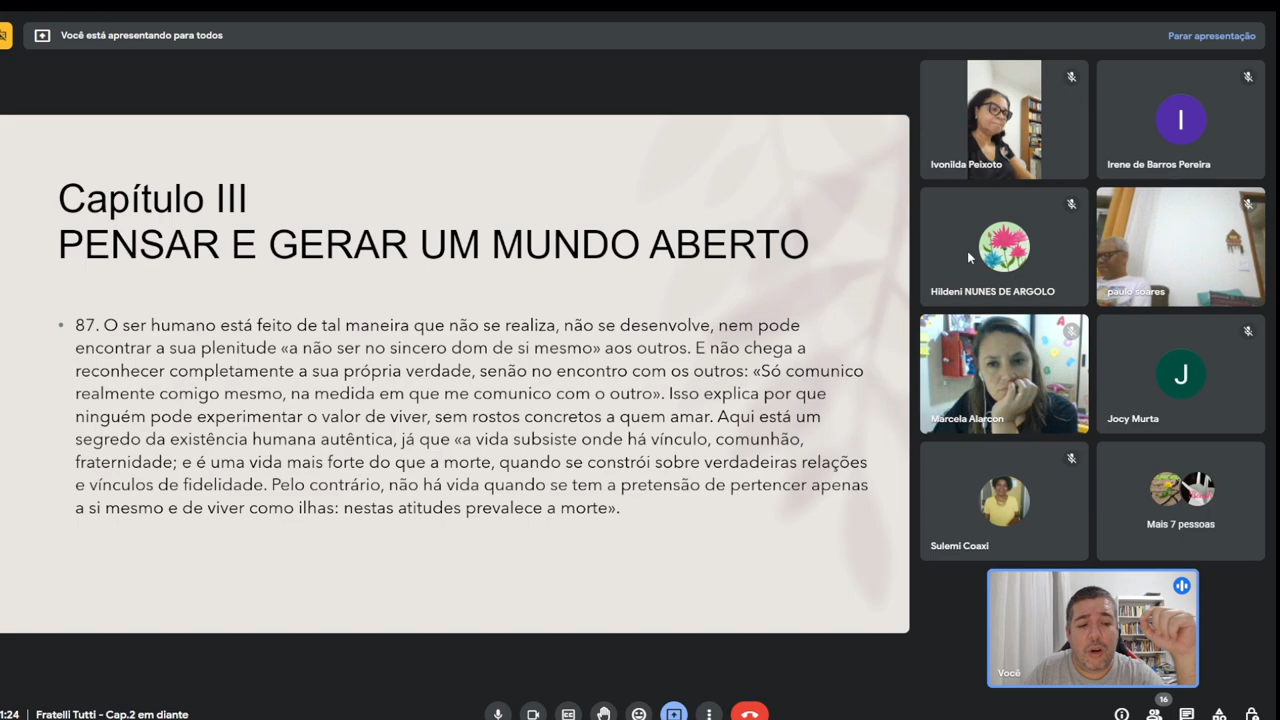 Você está apresentando para todos
Parar apresentação
Capítulo III
PENSAR E GERAR UM MUNDO ABERTO
• 87. O ser humano está feito de tal maneira que não se realiza, não se desenvolve, nem pode
encontrar a sua plenitude «a não ser no sincero dom de si mesmo» aos outros. E não chega a
reconhecer completamente a sua própria verdade, senão no encontro com os outros: «Só comunico
realmente comigo mesmo, na medida em que me comunico com o outro». Isso explica por que
ninguém pode experimentar o valor de viver, sem rostos concretos a quem amar. Aqui está um
segredo da existência humana autêntica, já que «a vida subsiste onde há vínculo, comunhão,
fraternidade; e é uma vida mais forte do que a morte, quando se constrói sobre verdadeiras relações
e vínculos de fidelidade. Pelo contrário, não há vida quando se tem a pretensão de pertencer apenas
a si mesmo e de viver como ilhas: nestas atitudes prevalece a morte».
Ivonilda Peixoto
I
Irene de Barros Pereira
Hildeni NUNES DE ARGOLO
paulo soares
Marcela Alarcon
J
Jocy Murta
Sulemi Coaxi
Mais 7 pessoas
Você
1:24 | Fratelli Tutti - Cap.2 em diante
16